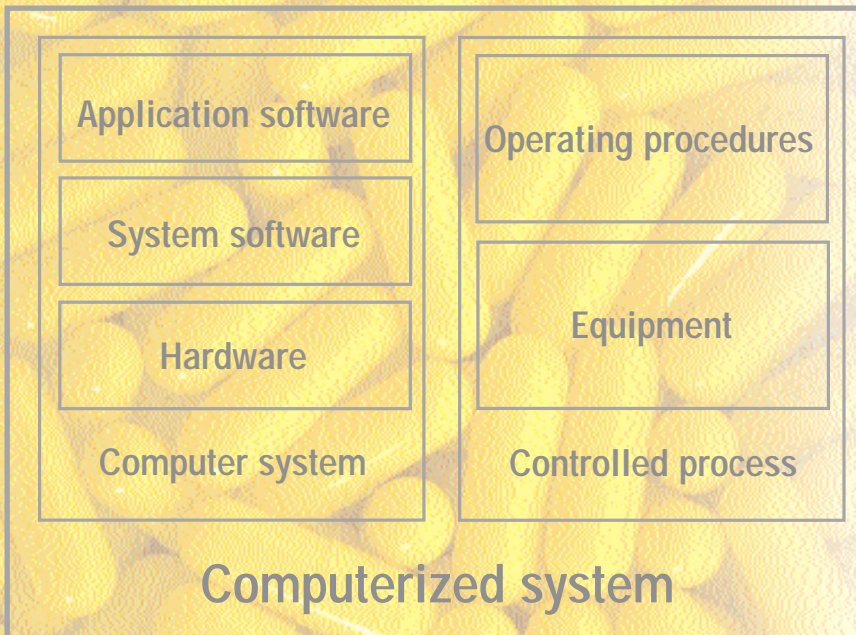 Application software
System software
Hardware
Computer system
Operating procedures
Equipment
Controlled process
Computerized system